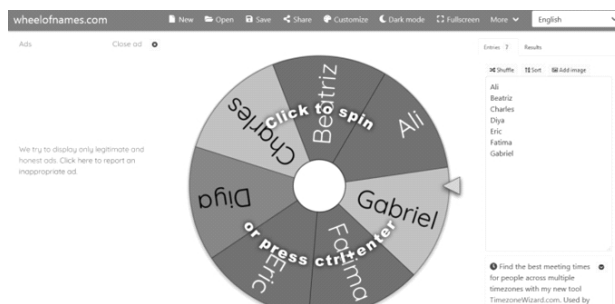 wheelofnames.com New Open Save Share Customize Dark mode Fullscreen More English
Ads Close ad
Entries 7 Results
Shuffle Sort Add image
Ali
Beatriz
Charles
Diya
Eric
Fatima
Gabriel
We try to display only legitimate and
honest ads. Click here to report an
inappropriate ad.
Click to spin
or press ctrl+enter
Beatriz
Ali
Gabriel
Fatima
Eric
Diya
Charles
Find the best meeting times
for people across multiple
timezones with my new tool
TimezoneWizard.com. Used by